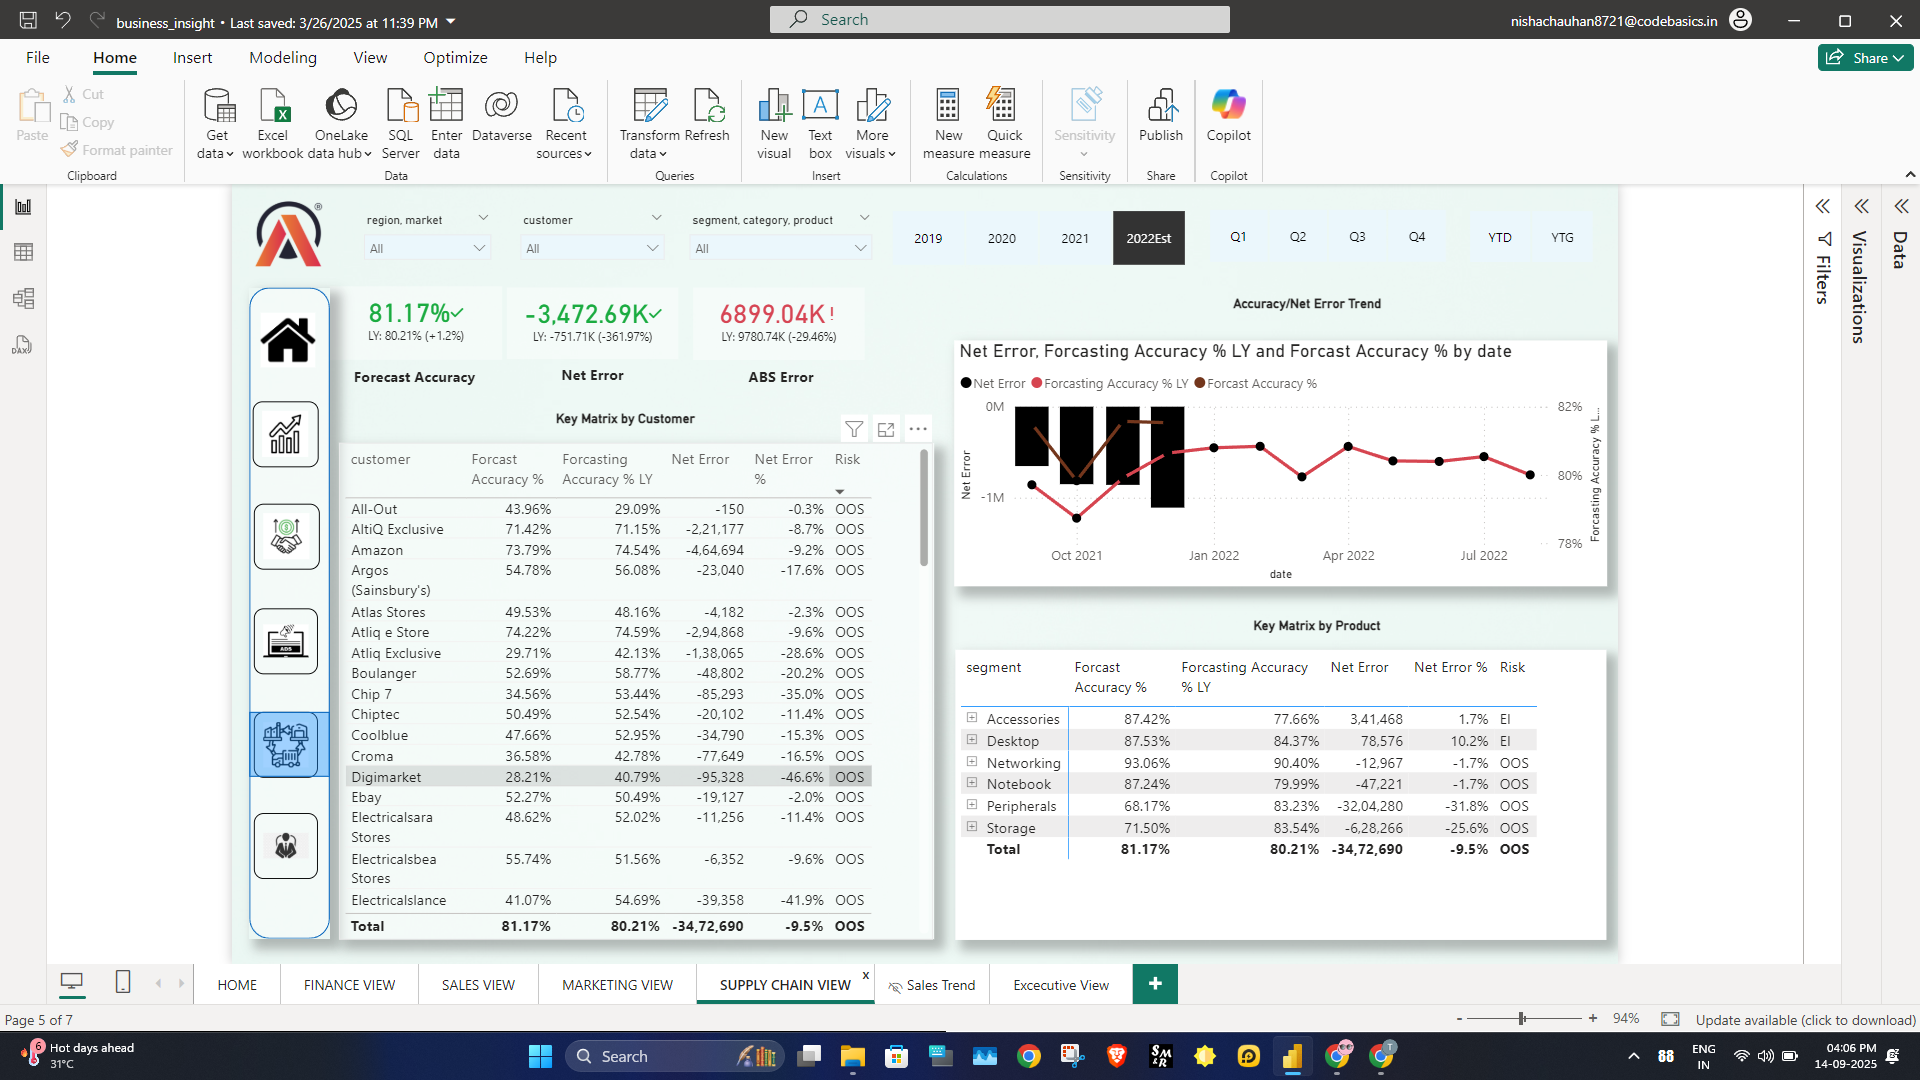 business_insight • Last saved: 3/26/2025 at 11:39 PM
Search
nishachauhan8721@codebasics.in
File Home Insert Modeling View Optimize Help
Share
Paste
Cut
Copy
Format painter
Get data
Excel workbook
OneLake data hub
SQL Server
Enter data
Dataverse
Recent sources
Transform data
Refresh
New visual
Text box
More visuals
New measure
Quick measure
Sensitivity
Publish
Copilot
Clipboard Data Queries Insert Calculations Sensitivity Share Copilot
region, market
All
customer
All
segment, category, product
All
2019 2020 2021 2022Est
Q1 Q2 Q3 Q4
YTD YTG
Filters
Visualizations
Data
81.17%
LY: 80.21% (+1.2%)
Forecast Accuracy
-3,472.69K
LY: -751.71K (-361.97%)
Net Error
6899.04K!
LY: 9780.74K (-29.46%)
ABS Error
Accuracy/Net Error Trend
Net Error, Forcasting Accuracy % LY and Forcast Accuracy % by date
Net Error Forcasting Accuracy % LY Forcast Accuracy %
0M
-1M
Net Error
82%
80%
78%
Forcasting Accuracy % L...
Oct 2021 Jan 2022 Apr 2022 Jul 2022
date
Key Matrix by Customer
customer Forcast Accuracy % Forcasting Accuracy % LY Net Error Net Error % Risk
All-Out 43.96% 29.09% -150 -0.3% OOS
AltiQ Exclusive 71.42% 71.15% -2,21,177 -8.7% OOS
Amazon 73.79% 74.54% -4,64,694 -9.2% OOS
Argos (Sainsbury's) 54.78% 56.08% -23,040 -17.6% OOS
Atlas Stores 49.53% 48.16% -4,182 -2.3% OOS
Atliq e Store 74.22% 74.59% -2,94,868 -9.6% OOS
Atliq Exclusive 29.71% 42.13% -1,38,065 -28.6% OOS
Boulanger 52.69% 58.77% -48,802 -20.2% OOS
Chip 7 34.56% 53.44% -85,293 -35.0% OOS
Chiptec 50.49% 52.54% -20,102 -11.4% OOS
Coolblue 47.66% 52.95% -34,790 -15.3% OOS
Croma 36.58% 42.78% -77,649 -16.5% OOS
Digimarket 28.21% 40.79% -95,328 -46.6% OOS
Ebay 52.27% 50.49% -19,127 -2.0% OOS
Electricalsara Stores 48.62% 52.02% -11,256 -11.4% OOS
Electricalsbea Stores 55.74% 51.56% -6,352 -9.6% OOS
Electricalslance 41.07% 54.69% -39,358 -41.9% OOS
Total 81.17% 80.21% -34,72,690 -9.5% OOS
ADS
Key Matrix by Product
segment Forcast Accuracy % Forcasting Accuracy % LY Net Error Net Error % Risk
Accessories 87.42% 77.66% 3,41,468 1.7% EI
Desktop 87.53% 84.37% 78,576 10.2% EI
Networking 93.06% 90.40% -12,967 -1.7% OOS
Notebook 87.24% 79.99% -47,221 -1.7% OOS
Peripherals 68.17% 83.23% -32,04,280 -31.8% OOS
Storage 71.50% 83.54% -6,28,266 -25.6% OOS
Total 81.17% 80.21% -34,72,690 -9.5% OOS
HOME FINANCE VIEW SALES VIEW MARKETING VIEW SUPPLY CHAIN VIEW x Sales Trend Excecutive View +
Page 5 of 7
- + 94%
Update available (click to download)
6
Hot days ahead
31°C
Search
ENG
IN
04:06 PM
14-09-2025